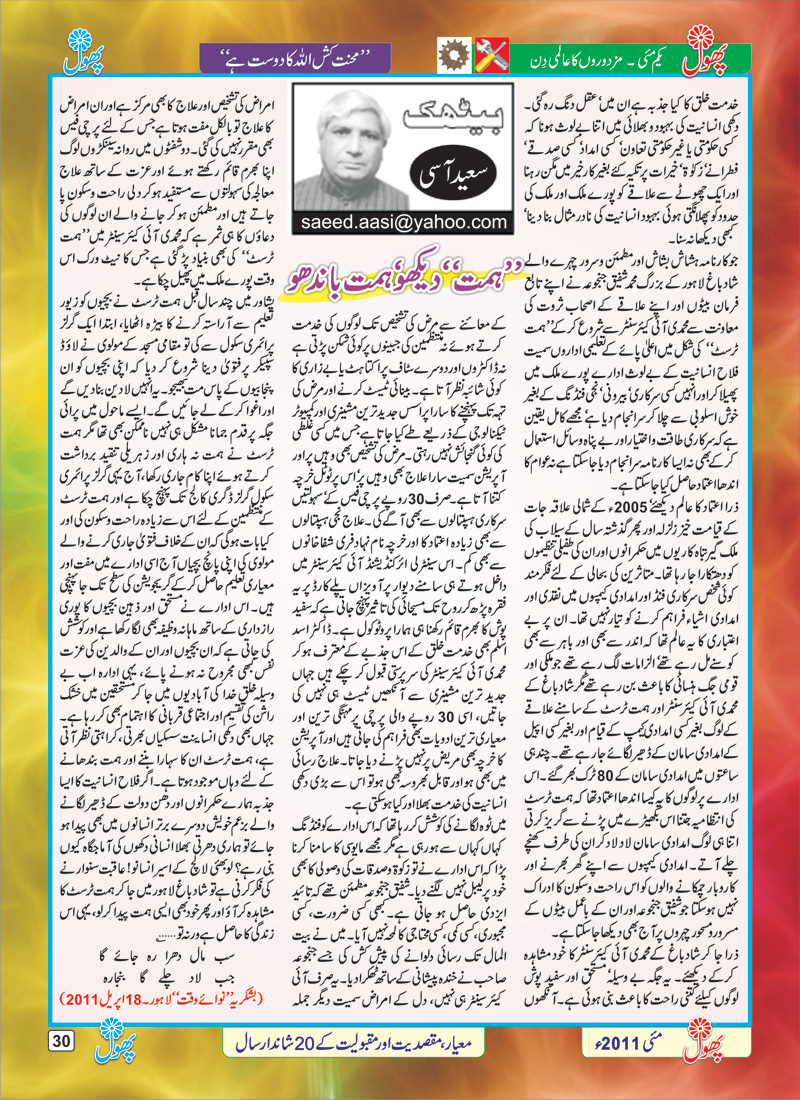 پھول
یکم مئی ۔ مزدوروں کا عالمی دِن
’’محنت کش اللہ کا دوست ہے‘‘
پھول
بیٹھک
سعید آسی
saeed.aasi@yahoo.com
’’ہمت‘‘ دیکھو‘ ہمت باندھو
خدمت خلق کا کیا جذبہ ہے ان میں‘ عقل دنگ رہ گئی۔
دکھی انسانیت کی بہبود و بھلائی میں اتنا بے لوث ہونا کہ
کسی حکومتی یا غیر حکومتی تعاون‘ کسی امداد‘ کسی صدقے‘
فطرانے‘ زکوٰۃ‘ خیرات پر تکیہ کئے بغیر کار خیر میں مگن رہنا
اور ایک چھوٹے سے علاقے کو پورے ملک اور ملک کی
حدود کو پھلانگتی ہوئی بہبود انسانیت کی نادر مثال بنا دینا‘
کبھی دیکھا نہ سنا۔
جو کارنامہ ہشاش بشاش اور مطمئن و سرور چہرے والے
شاد باغ لاہور کے بزرگ محمد شفیق جنجوعہ نے اپنے تابع
فرمان بیٹوں اور اپنے علاقے کے اصحاب ثروت کی
معاونت سے محمدی آئی کیئر سنٹر سے شروع کر کے ’’ہمت
ٹرسٹ‘‘ کی شکل میں اعلیٰ پائے کے تعلیمی اداروں سمیت
فلاح انسانیت کے بے لوث ادارے پورے ملک میں
پھیلا کر اور انہیں کسی سرکاری‘ بیرونی‘ نجی فنڈنگ کے بغیر
خوش اسلوبی سے چلا کر سرانجام دیا ہے‘ مجھے کامل یقین
ہے کہ سرکاری طاقت و اختیار اور بے پناہ وسائل استعمال
کر کے بھی نہ ایسا کارنامہ سرانجام دیا جا سکتا ہے نہ عوام کا
اندھا اعتماد حاصل کیا جا سکتا ہے۔
ذرا اعتماد کا عالم دیکھئے‘ 2005ء کے شمالی علاقہ جات
کے قیامت خیز زلزلہ اور پھر گذشتہ سال کے سیلاب کی
ملک گیر تباہ کاریوں میں حکمرانوں اور ان کی طفیلی تنظیموں
کو دھتکارا جا رہا تھا۔ متاثرین کی بحالی کے لئے فکرمند
کوئی شخص سرکاری فنڈ اور امدادی کیمپوں میں نقدی اور
امدادی اشیاء فراہم کرنے کو تیار نہیں تھا۔ ان پر بے
اعتباری کا یہ عالم تھا کہ اندر سے بھی اور باہر سے بھی
کوسنے مل رہے تھے‘ الزامات لگ رہے تھے جو ملکی اور
قومی جگ ہنسائی کا باعث بن رہے تھے مگر شاد باغ کے
محمدی آئی کیئر سنٹر اور ہمت ٹرسٹ کے سامنے علاقے
کے لوگ بغیر کسی امدادی کیمپ کے قیام اور بغیر کسی اپیل
کے امدادی سامان کے ڈھیر لگائے جا رہے تھے۔ چند ہی
ساعتوں میں امدادی سامان کے 80 ٹرک بھر گئے۔ اس
ادارے پر لوگوں کا یہ کیسا اندھا اعتماد تھا کہ ہمت ٹرسٹ
کی انتظامیہ جتنا اس بکھیڑے میں پڑنے سے گریز کرتی
اتنا ہی لوگ امدادی سامان لاد لاد کر ان کی طرف کھنچے
چلے آتے۔ امدادی کیمپوں سے اپنے گھر بھرنے اور
کاروبار چمکانے والوں کو اس راحت و سکون کا ادراک
نہیں ہو سکتا جو شفیق جنجوعہ اور ان کے باعمل بیٹوں کے
مسرور و مسحور چہروں پر آج بھی دیکھا جا سکتا ہے۔
ذرا جا کر شاد باغ کے محمدی آئی کیئر سنٹر کا خود مشاہدہ
کر کے دیکھئے۔ یہ جگہ بے وسیلہ‘ مستحق اور سفید پوش
لوگوں کیلئے کتنی راحت کا باعث بنی ہوئی ہے۔ آنکھوں
کے معائنے سے مرض کی تشخیص تک لوگوں کی خدمت
کرتے ہوئے نہ منتظمین کی جبینوں پر کوئی شکن پڑتی ہے
نہ ڈاکٹروں اور دوسرے سٹاف پر اکتاہٹ یا بے زاری کا
کوئی شائبہ نظر آتا ہے۔ بینائی ٹیسٹ کرنے اور مرض کی
تہہ تک پہنچنے کا سارا پراسس جدید ترین مشینری اور کمپیوٹر
ٹیکنالوجی کے ذریعے طے کیا جاتا ہے جس میں کسی غلطی
کی کوئی گنجائش نہیں رہتی۔ مرض کی تشخیص بھی وہیں پر اور
آپریشن سمیت سارا علاج بھی وہیں پر‘ اس پر ٹوٹل خرچہ
کتنا آتا ہے۔ صرف 30 روپے پرچی فیس کے‘ سہولتیں
سرکاری ہسپتالوں سے بھی آگے کی۔ علاج نجی ہسپتالوں
سے بھی زیادہ اعتماد کا اور خرچہ نام نہاد فری شفاخانوں
سے بھی کم۔ اس سنٹرلی ائر کنڈیشنڈ آئی کیئر سنٹر میں
داخل ہوتے ہی سامنے دیوار پر آویزاں پلے کارڈ پر یہ
فقرہ پڑھ کر روح تک مسیحائی کی تاثیر پہنچ جاتی ہے کہ سفید
پوش کا بھرم قائم رکھنا ہی ہمارا پروٹوکول ہے۔ ڈاکٹر اسد
اسلم بھی خدمت خلق کے اس جذبے کے معترف ہو کر
محمدی آئی کیئر سنٹر کی سرپرستی قبول کر چکے ہیں جہاں
جدید ترین مشینری سے آنکھیں ٹیسٹ ہی نہیں کی
جاتیں‘ اسی 30 روپے والی پرچی پر مہنگی ترین اور
معیاری ترین ادویات بھی فراہم کی جاتی ہیں اور آپریشن
کا خرچہ بھی مریض پر نہیں پڑنے دیا جاتا۔ علاج رسائی
میں بھی ہو اور قابل بھروسہ بھی ہو تو اس سے بڑی دکھی
انسانیت کی خدمت بھلا اور کیا ہو سکتی ہے۔
میں ٹوہ لگانے کی کوشش کر رہا تھا کہ اس ادارے کو فنڈنگ
کہاں کہاں سے ہو رہی ہے مگر مجھے مایوسی کا سامنا کرنا
پڑا کہ اس ادارے نے تو زکوٰۃ و صدقات کی وصولی کا بھی
خود پر لیبل نہیں لگنے دیا۔ شفیق جنجوعہ مطمئن تھے کہ تائید
ایزدی حاصل ہو جاتی ہے۔ کبھی کسی ضرورت‘ کسی
مجبوری‘ کسی کمی‘ کسی محتاجی کا لمحہ نہیں آیا۔ میں نے بیت
المال تک رسائی دلوانے کی پیش کش کی جسے جنجوعہ
صاحب نے خندہ پیشانی کے ساتھ ٹھکرا دیا۔ یہ صرف آئی
کیئر سنٹر ہی نہیں‘ دل کے امراض سمیت دیگر جملہ
امراض کی تشخیص اور علاج کا بھی مرکز ہے اور ان امراض
کا علاج تو بالکل مفت ہوتا ہے جس کے لئے پرچی فیس
بھی مقرر نہیں کی گئی۔ دو شفٹوں میں روزانہ سینکڑوں لوگ
اپنا بھرم قائم رکھتے ہوئے اور عزت کے ساتھ علاج
معالجہ کی سہولتوں سے مستفید ہو کر دلی راحت و سکون پا
جاتے ہیں اور مطمئن ہو کر جانے والے ان لوگوں کی
دعاؤں کا ہی ثمر ہے کہ محمدی آئی کیئر سنٹر میں ’’ہمت
ٹرسٹ‘‘ کی بھی بنیاد پڑ گئی ہے جس کا نیٹ ورک اس
وقت پورے ملک میں پھیل چکا ہے۔
پشاور میں چند سال قبل ہمت ٹرسٹ نے بچیوں کو زیور
تعلیم سے آراستہ کرنے کا بیڑہ اٹھایا‘ ابتدا ایک گرلز
پرائمری سکول سے کی تو مقامی مسجد کے مولوی نے لاؤڈ
سپیکر پر فتویٰ دینا شروع کر دیا کہ اپنی بچیوں کو ان
پنجابیوں کے پاس مت بھیجو۔ یہ انہیں لادین بنا دیں گے
اور اغوا کر کے لے جائیں گے۔ ایسے ماحول میں پرائی
جگہ پر قدم جمانا مشکل ہی نہیں ناممکن بھی تھا مگر ہمت
ٹرسٹ نے ہمت نہ ہاری اور زہریلی تنقید برداشت
کرتے ہوئے اپنا کام جاری رکھا‘ آج یہی گرلز پرائمری
سکول گرلز ڈگری کالج تک پہنچ چکا ہے اور ہمت ٹرسٹ
کے منتظمین کے لئے اس سے زیادہ راحت و سکون کی اور
کیا بات ہو گی کہ ان کے خلاف فتویٰ جاری کرنے والے
مولوی کی اپنی پانچ بچیاں آج اسی ادارے میں مفت اور
معیاری تعلیم حاصل کر کے گریجویشن کی سطح تک جا پہنچی
ہیں۔ اس ادارے نے مستحق اور ذہین بچیوں کا پوری
رازداری کے ساتھ ماہانہ وظیفہ بھی لگا رکھا ہے اور کوشش
کی جاتی ہے کہ ان بچیوں اور ان کے والدین کی عزت
نفس بھی مجروح نہ ہونے پائے‘ یہی ادارہ اب بے
وسیلہ خلق خدا کی آبادیوں میں جا کر مستحقین میں خشک
راشن کی تقسیم اور اجتماعی قربانی کا اہتمام بھی کر رہا ہے۔
جہاں بھی دکھی انسانیت سسکیاں بھرتی‘ کراہتی نظر آتی
ہے‘ ہمت ٹرسٹ ان کا سہارا بننے اور ہمت بندھانے
کے لئے وہاں موجود ہوتا ہے۔ اگر فلاح انسانیت کا ایسا
جذبہ ہمارے حکمرانوں اور دھن دولت کے ڈھیر لگانے
والے بزعم خویش دوسرے برتر انسانوں میں بھی پیدا ہو
جائے تو ہماری دھرتی بھلا انسانی دکھوں کی آماجگاہ کیوں
بنی رہے؟ لوبھئی لالچ کے اسیر انسانو! عاقبت سنوارنے
کی فکر کرنی ہے تو شاد باغ لاہور میں جا کر ہمت ٹرسٹ کا
مشاہدہ کر آؤ اور پھر خود بھی ایسی ہمت پیدا کر لو‘ یہی اس
زندگی کا حاصل ہے ورنہ تو......
سب مال دھرا رہ جائے گا
جب لاد چلے گا بنجارہ
(بشکریہ ’’نوائے وقت‘‘ لاہور۔ 18 اپریل 2011)
پھول
مئی 2011ء
معیار، مقصدیت اور مقبولیت کے 20 شاندار سال
پھول
30